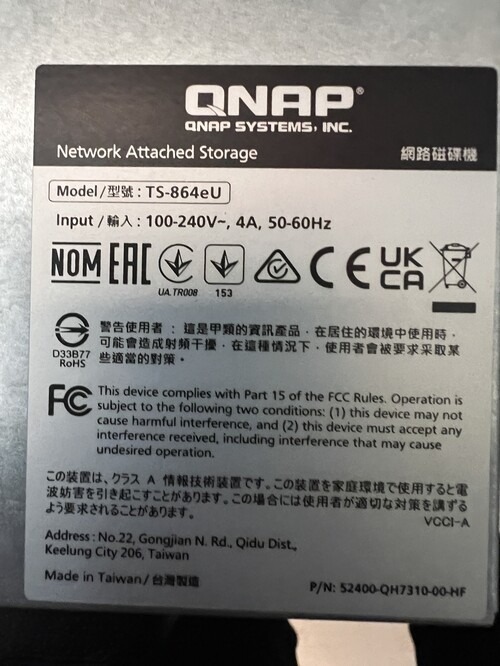 QNAP®
QNAP SYSTEMS, INC.
Network Attached Storage 網路磁碟機
Model/型號 : TS-864eU
Input / 輸入 : 100-240V~, 4A, 50-60Hz
NOM EAC UA.TR008 153 CE UK CA
警告使用者 : 這是甲類的資訊產品，在居住的環境中使用時，
可能會造成射頻干擾，在這種情況下，使用者會被要求採取某
些適當的對策。
D33B77
RoHS
FC This device complies with Part 15 of the FCC Rules. Operation is
subject to the following two conditions: (1) this device may not
cause harmful interference, and (2) this device must accept any
interference received, including interference that may cause
undesired operation.
この装置は、クラス A 情報技術装置です。この装置を家庭環境で使用すると電
波妨害を引き起こすことがあります。この場合には使用者が適切な対策を講ずる
よう要求されることがあります。
VCCI-A
Address : No.22, Gongjian N. Rd., Qidu Dist.,
Keelung City 206, Taiwan
Made in Taiwan/台灣製造
P/N: 52400-QH7310-00-HF